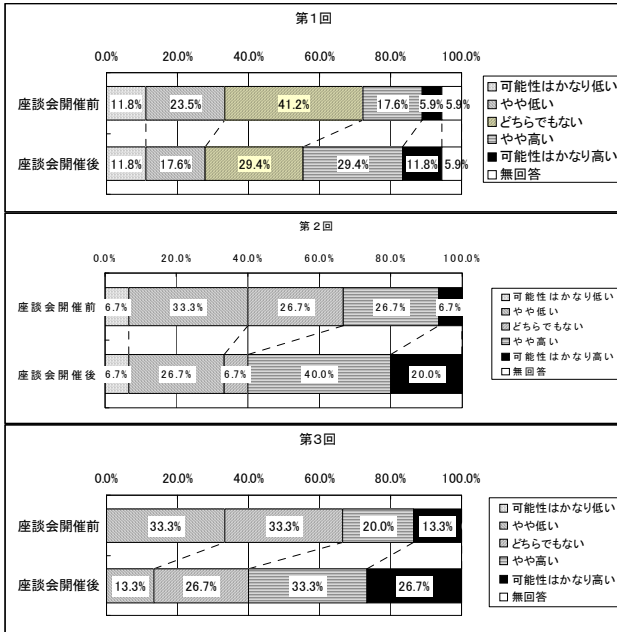 第1回
0.0% 20.0% 40.0% 60.0% 80.0% 100.0%
座談会開催前 11.8% 23.5% 41.2% 17.6% 5.9% 5.9%
座談会開催後 11.8% 17.6% 29.4% 29.4% 11.8% 5.9%
可能性はかなり低い
やや低い
どちらでもない
やや高い
可能性はかなり高い
無回答
第2回
0.0% 20.0% 40.0% 60.0% 80.0% 100.0%
座談会開催前 6.7% 33.3% 26.7% 26.7% 6.7%
座談会開催後 6.7% 26.7% 6.7% 40.0% 20.0%
可能性はかなり低い
やや低い
どちらでもない
やや高い
可能性はかなり高い
無回答
第3回
0.0% 20.0% 40.0% 60.0% 80.0% 100.0%
座談会開催前 33.3% 33.3% 20.0% 13.3%
座談会開催後 13.3% 26.7% 33.3% 26.7%
可能性はかなり低い
やや低い
どちらでもない
やや高い
可能性はかなり高い
無回答